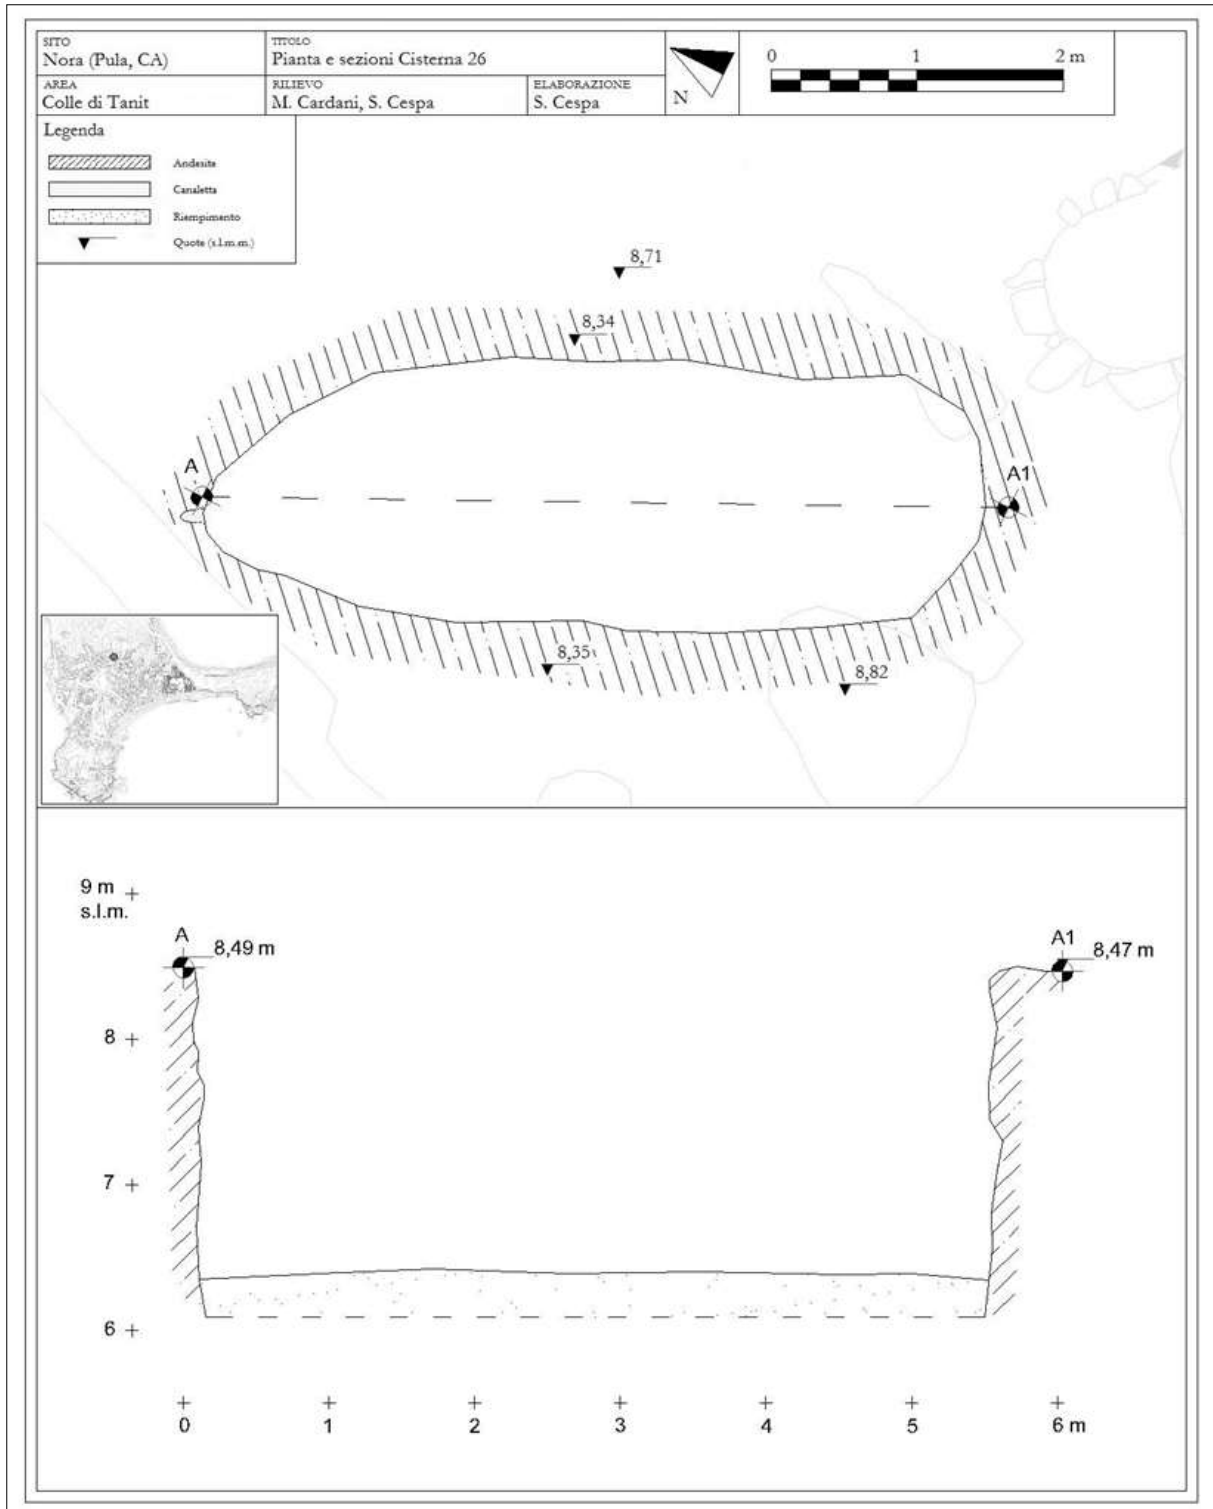 SITO
Nora (Pula, CA)
TITOLO
Pianta e sezioni Cisterna 26
AREA
Colle di Tanit
RILIEVO
M. Cardani, S. Cespa
ELABORAZIONE
S. Cespa
N
0 1 2 m
Legenda
Andesite
Canaletta
Riempimento
Quote (s.l.m.m.)
8,71
8,34
A
A1
8,35
8,82
9 m
s.l.m.
A
8,49 m
A1
8,47 m
8
7
6
0 1 2 3 4 5 6 m